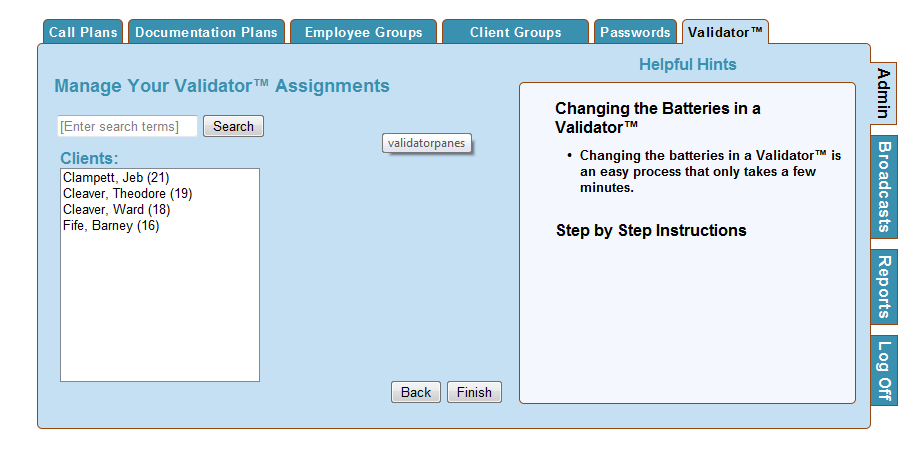 Call Plans
Documentation Plans
Employee Groups
Client Groups
Passwords
Validator™
Helpful Hints
Manage Your Validator™ Assignments
[Enter search terms]
Search
validatorpanes
Clients:
Clampett, Jeb (21)
Cleaver, Theodore (19)
Cleaver, Ward (18)
Fife, Barney (16)
Back
Finish
Changing the Batteries in a
Validator™
• Changing the batteries in a Validator™ is
an easy process that only takes a few
minutes.
Step by Step Instructions
Admin
Broadcasts
Reports
Log Off